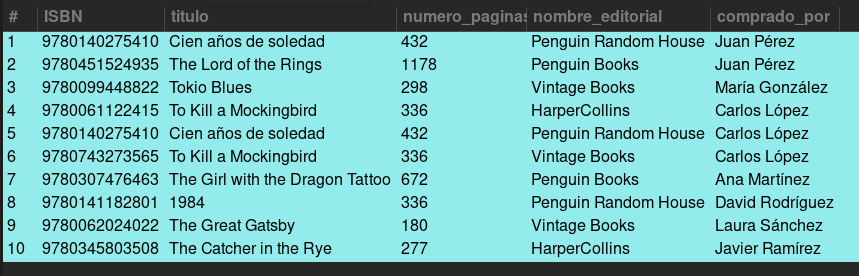 # ISBN titulo numero_paginas nombre_editorial comprado_por
1 9780140275410 Cien años de soledad 432 Penguin Random House Juan Pérez
2 9780451524935 The Lord of the Rings 1178 Penguin Books Juan Pérez
3 9780099448822 Tokio Blues 298 Vintage Books María González
4 9780061122415 To Kill a Mockingbird 336 HarperCollins Carlos López
5 9780140275410 Cien años de soledad 432 Penguin Random House Carlos López
6 9780743273565 To Kill a Mockingbird 336 Vintage Books Carlos López
7 9780307476463 The Girl with the Dragon Tattoo 672 Penguin Books Ana Martínez
8 9780141182801 1984 336 Penguin Random House David Rodríguez
9 9780062024022 The Great Gatsby 180 Vintage Books Laura Sánchez
10 9780345803508 The Catcher in the Rye 277 HarperCollins Javier Ramírez